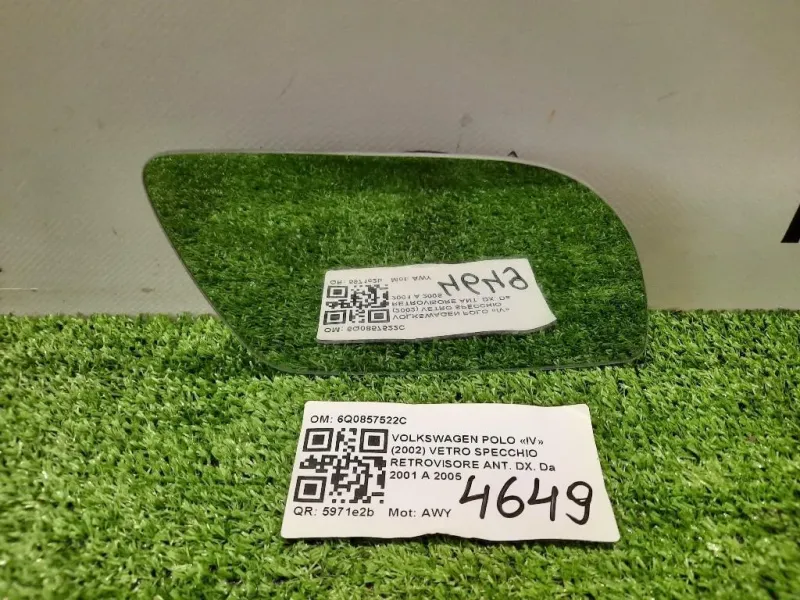 OM: 6Q0857522C
VOLKSWAGEN POLO «IV»
(2002) VETRO SPECCHIO
RETROVISORE ANT. DX. Da
2001 A 2005
4649
QR: 5971e2b Mot: AWY